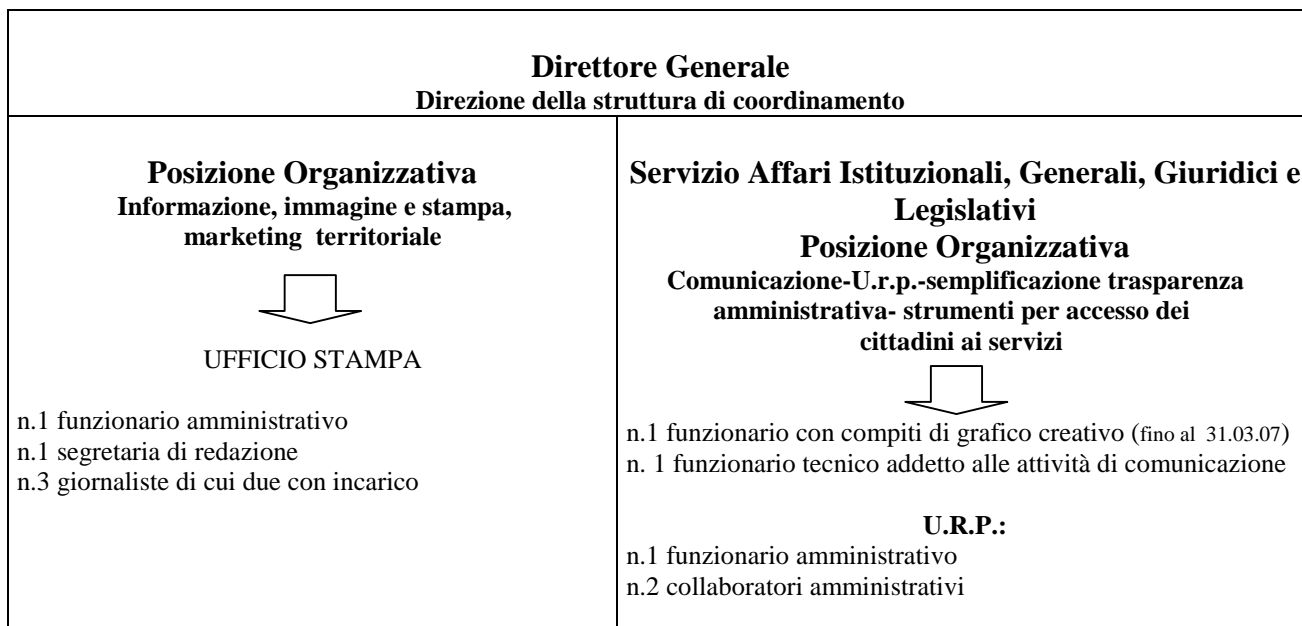 Direttore Generale
Direzione della struttura di coordinamento
Posizione Organizzativa
Informazione, immagine e stampa,
marketing territoriale
UFFICIO STAMPA
n.1 funzionario amministrativo
n.1 segretaria di redazione
n.3 giornaliste di cui due con incarico
Servizio Affari Istituzionali, Generali, Giuridici e
Legislativi
Posizione Organizzativa
Comunicazione-U.r.p.-semplificazione trasparenza
amministrativa- strumenti per accesso dei
cittadini ai servizi
n.1 funzionario con compiti di grafico creativo (fino al 31.03.07)
n. 1 funzionario tecnico addetto alle attività di comunicazione
U.R.P.:
n.1 funzionario amministrativo
n.2 collaboratori amministrativi